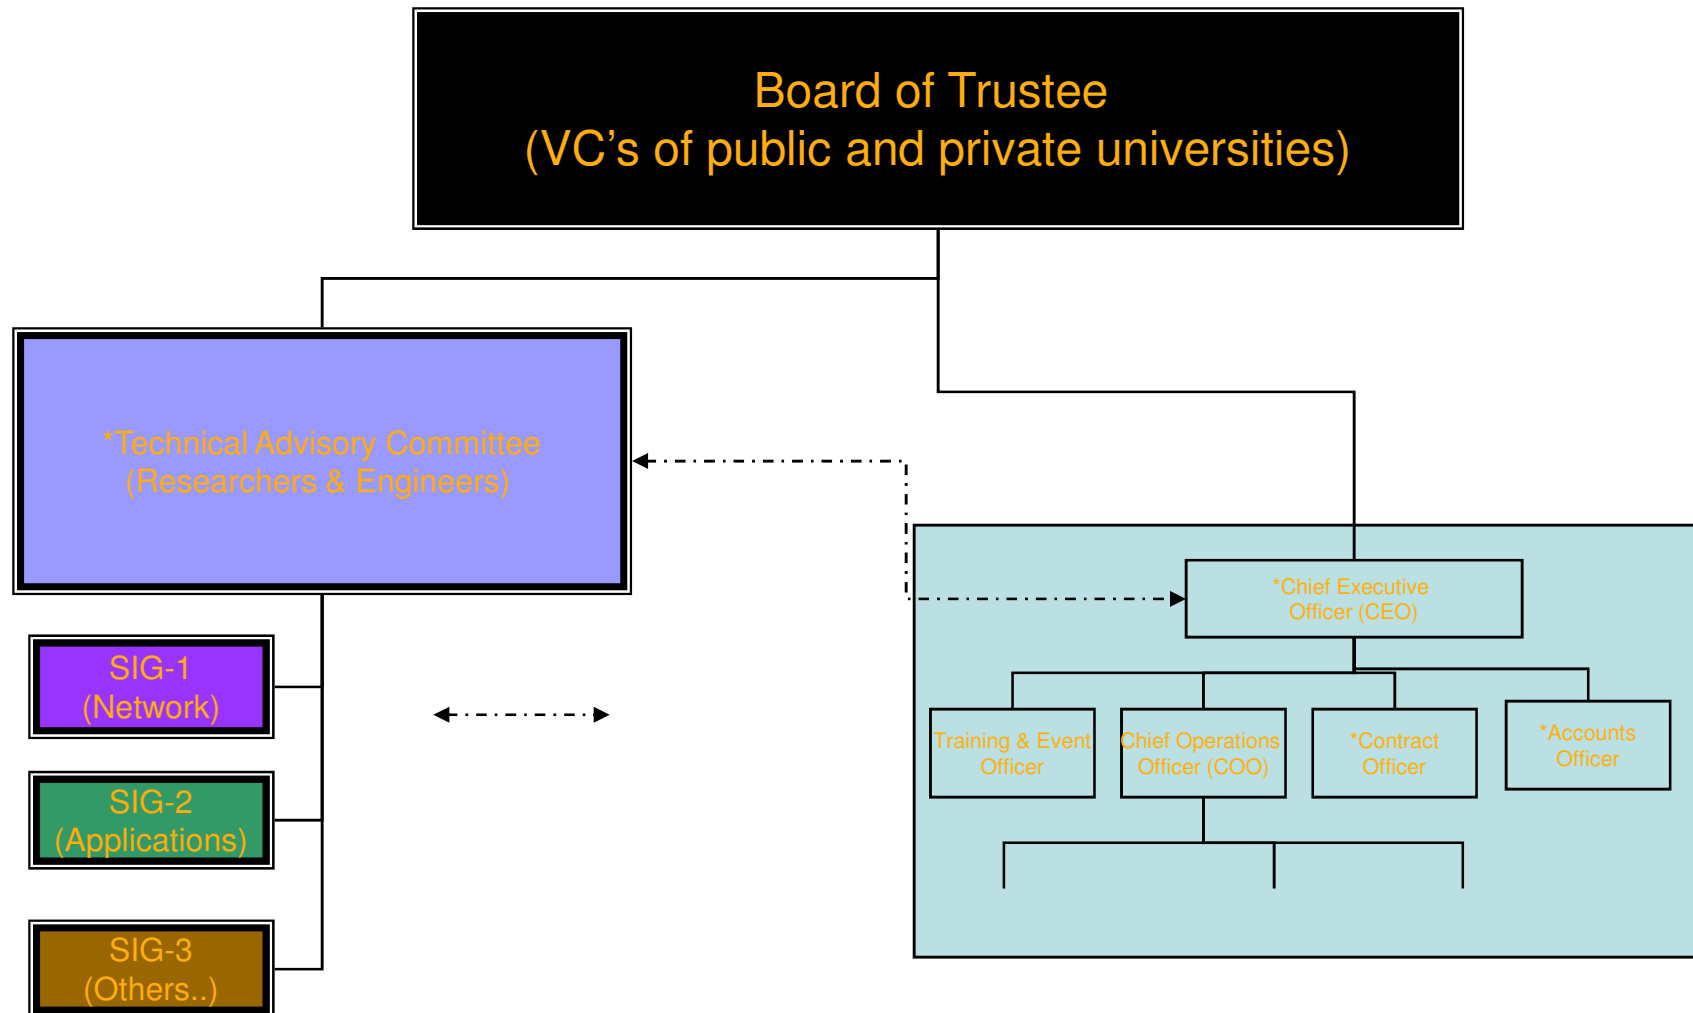 Board of Trustee
(VC's of public and private universities)
*Technical Advisory Committee
(Researchers & Engineers)
*Chief Executive
Officer (CEO)
SIG-1
(Network)
Training & Event
Officer
Chief Operations
Officer (COO)
*Contract
Officer
*Accounts
Officer
SIG-2
(Applications)
SIG-3
(Others..)